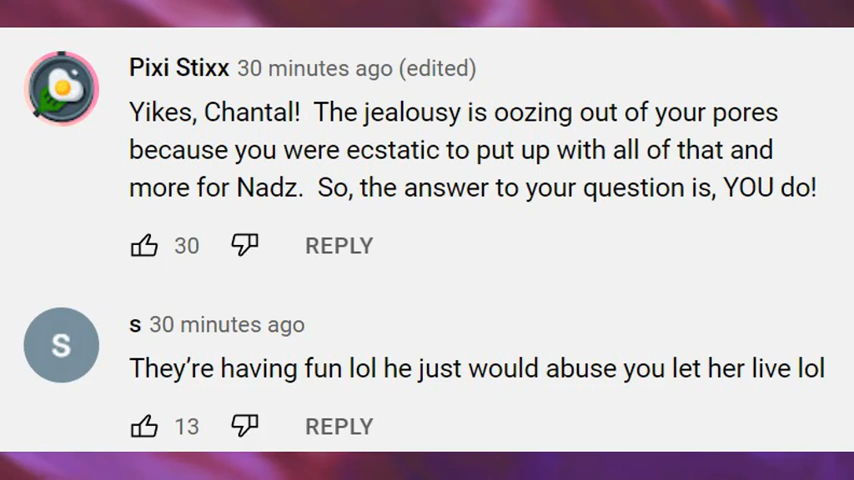 Pixi Stixx 30 minutes ago (edited)
Yikes, Chantal!  The jealousy is oozing out of your pores
because you were ecstatic to put up with all of that and
more for Nadz.  So, the answer to your question is, YOU do!
30 REPLY
S
s 30 minutes ago
They’re having fun lol he just would abuse you let her live lol
13 REPLY